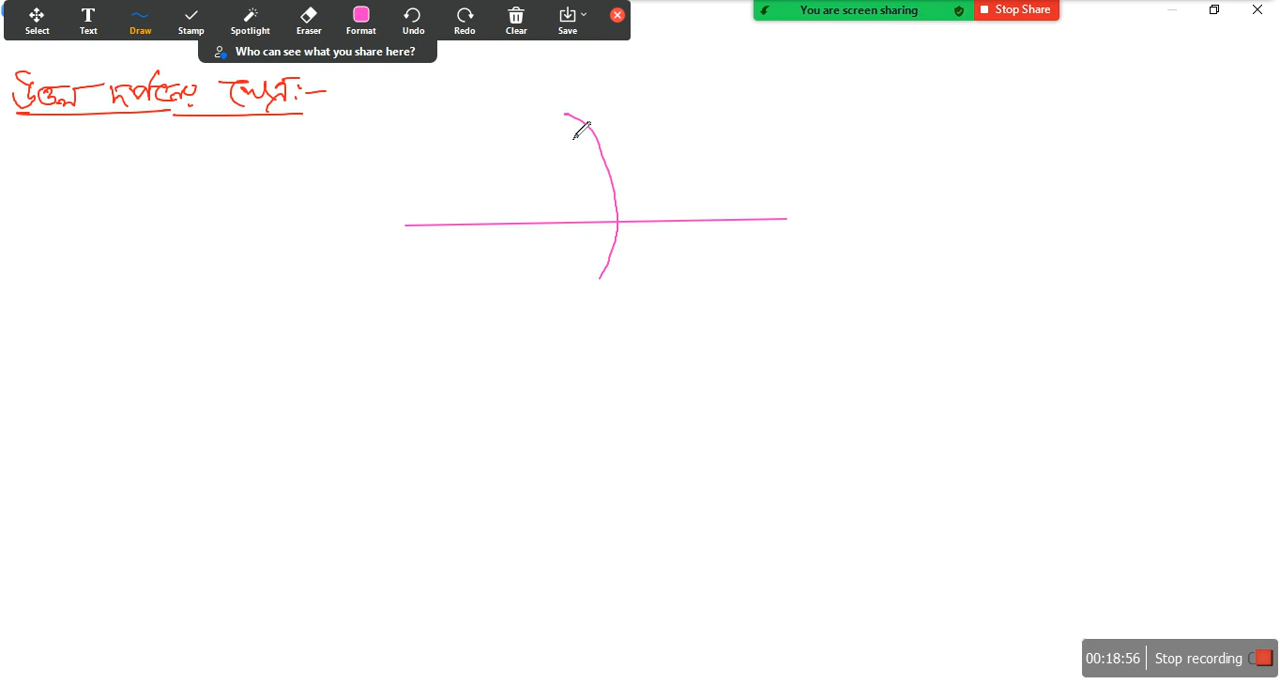 Select Text Draw Stamp Spotlight Eraser Format Undo Redo Clear Save
You are screen sharing Stop Share
Who can see what you share here?
উত্তল দর্পনের ক্ষেত্রে:-
00:18:56 Stop recording